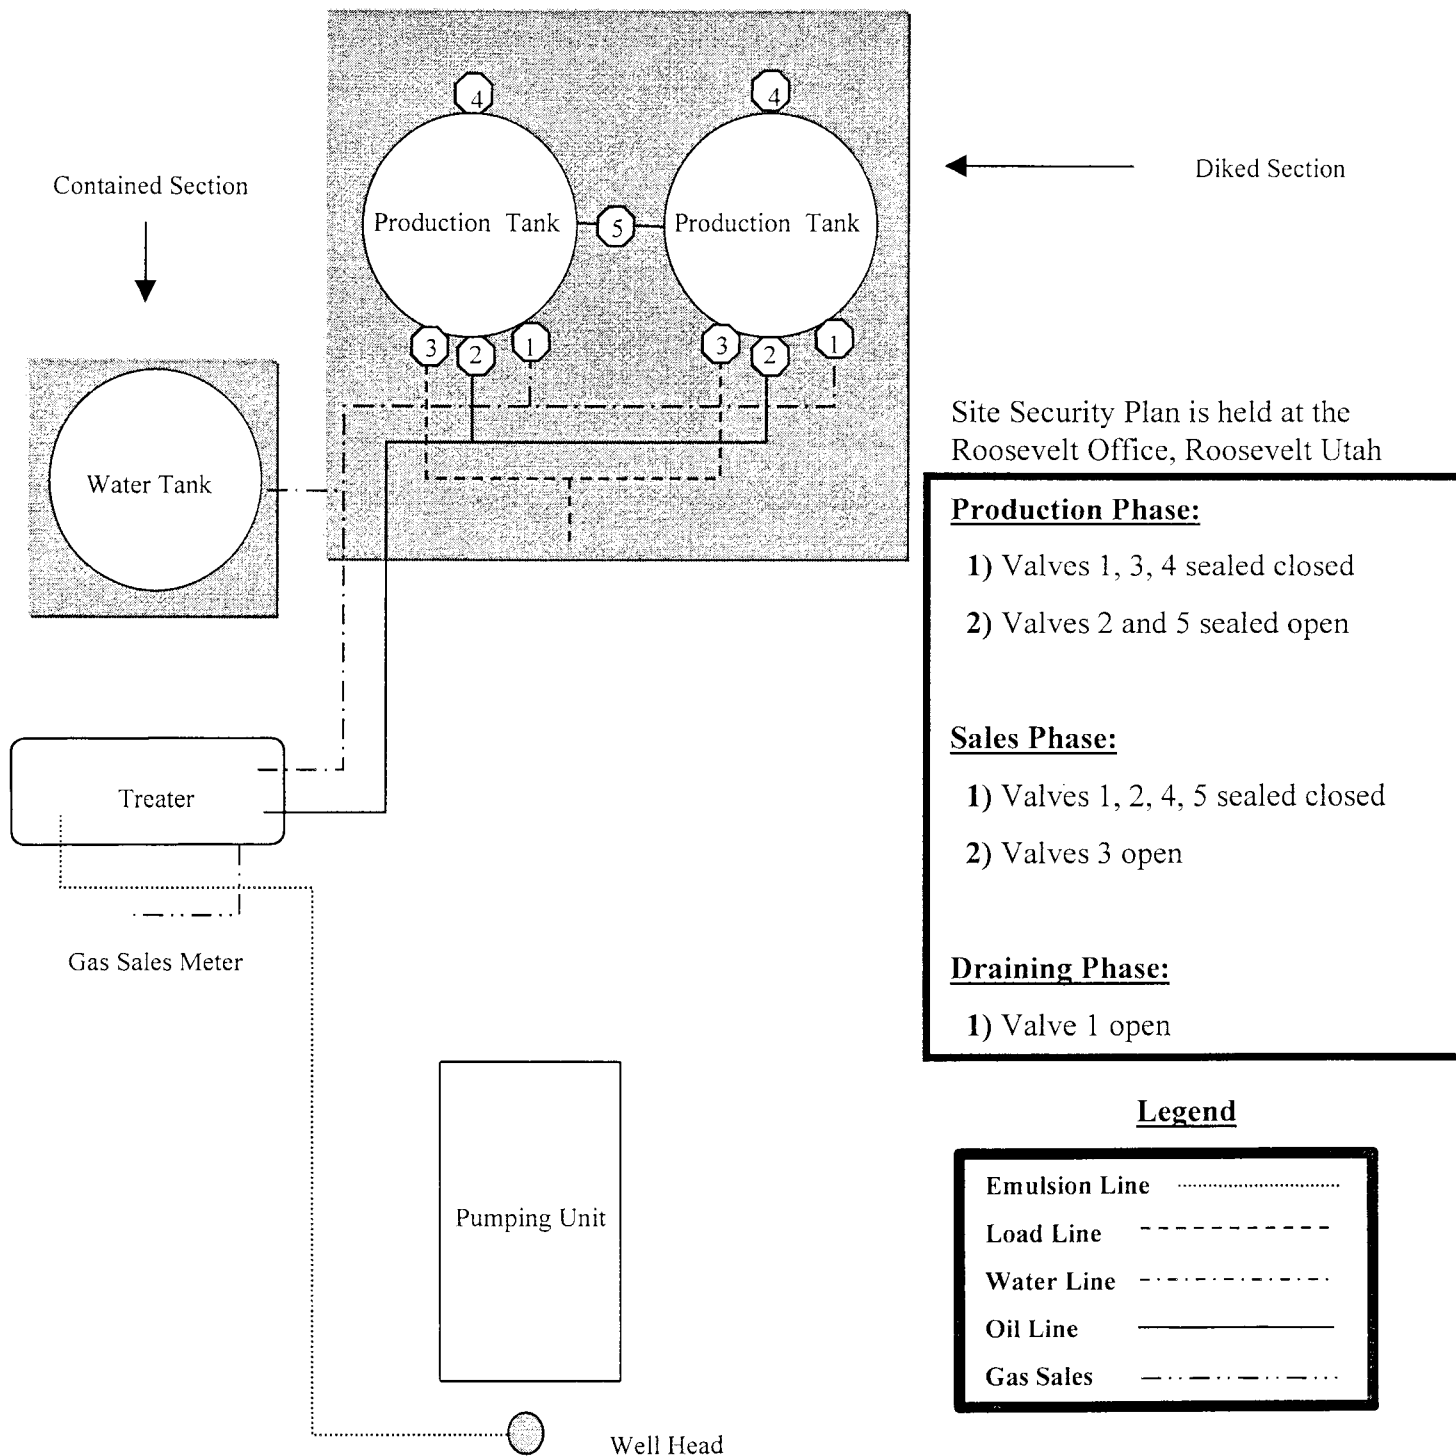 4
4
Contained Section
Diked Section
Production Tank
5
Production Tank
3
2
1
3
2
1
Water Tank
Site Security Plan is held at the
Roosevelt Office, Roosevelt Utah
Production Phase:
1) Valves 1, 3, 4 sealed closed
2) Valves 2 and 5 sealed open
Sales Phase:
1) Valves 1, 2, 4, 5 sealed closed
2) Valves 3 open
Draining Phase:
1) Valve 1 open
Treater
Gas Sales Meter
Pumping Unit
Well Head
Legend
Emulsion Line
Load Line
Water Line
Oil Line
Gas Sales